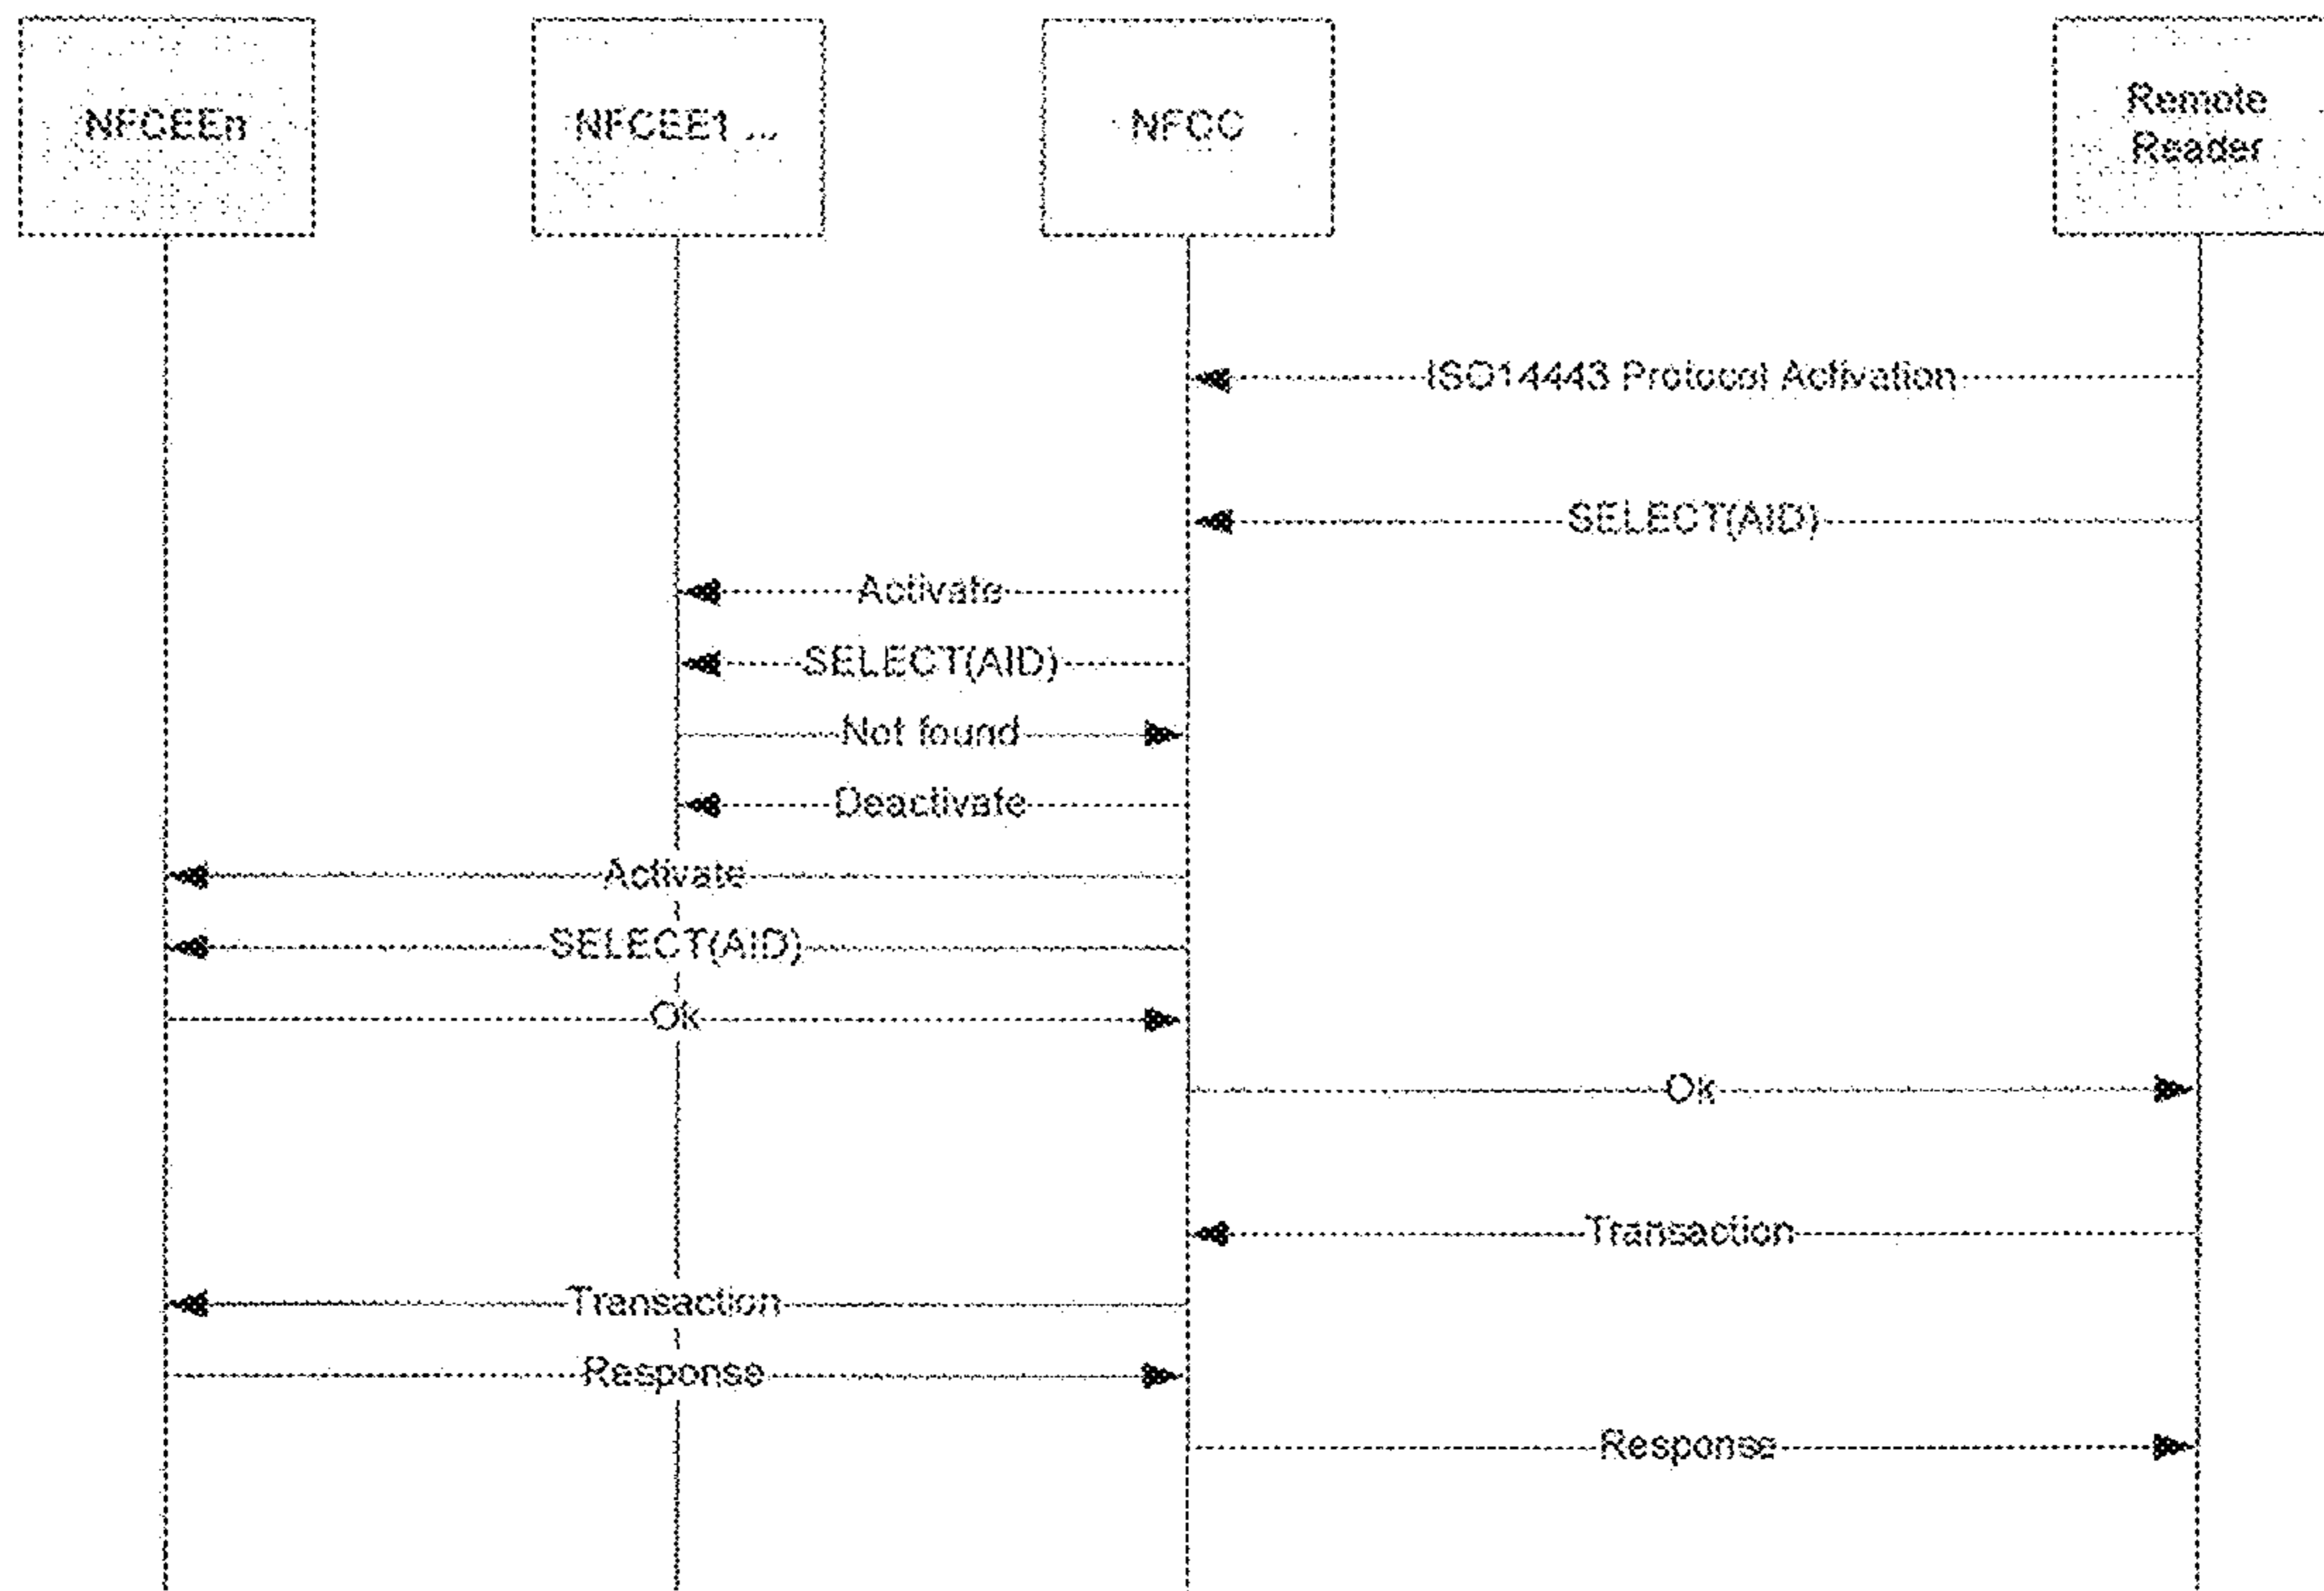 NFCEEn
NFCEE1 ...
NFCC
Remote
Reader
ISO14443 Protocol Activation
SELECT(AID)
Activate
SELECT(AID)
Not found
Deactivate
Activate
SELECT(AID)
Ok
Ok
Transaction
Transaction
Response
Response